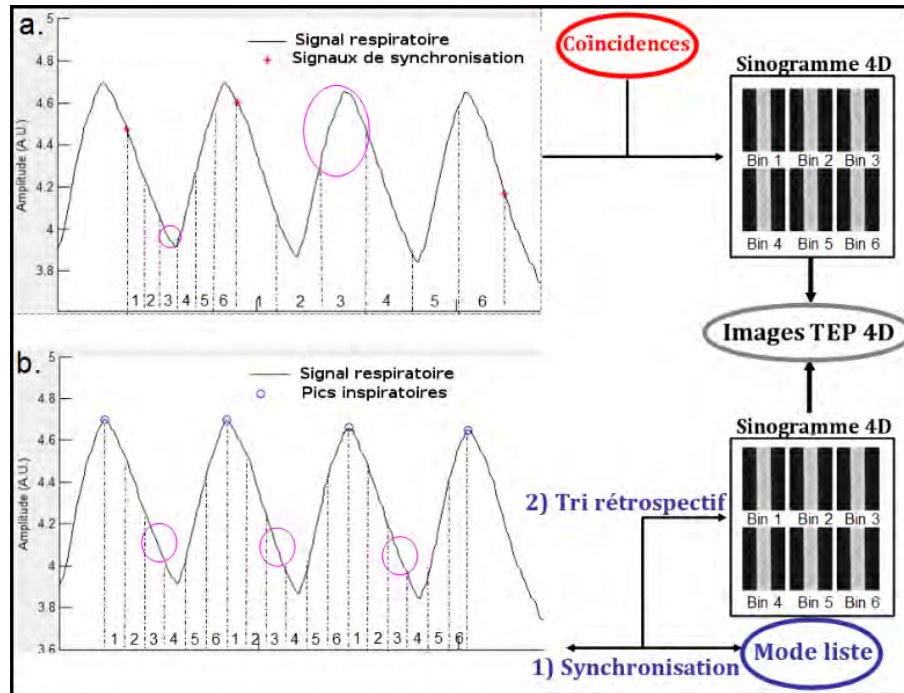 a.
5
4.8
4.6
4.4
4.2
4
3.8
Amplitude (A.U.)
Signal respiratoire
Signaux de synchronisation
1 2 3 4 5 6 1 2 3 4 5 6
Coïncidences
Sinogramme 4D
Bin 1 Bin 2 Bin 3
Bin 4 Bin 5 Bin 6
Images TEP 4D
b.
5
4.8
4.6
4.4
4.2
4
3.8
3.6
Amplitude (A.U.)
Signal respiratoire
Pics inspiratoires
1 2 3 4 5 6 1 2 3 4 5 6 1 2 3 4 5 6
Sinogramme 4D
Bin 1 Bin 2 Bin 3
Bin 4 Bin 5 Bin 6
2) Tri rétrospectif
1) Synchronisation
Mode liste